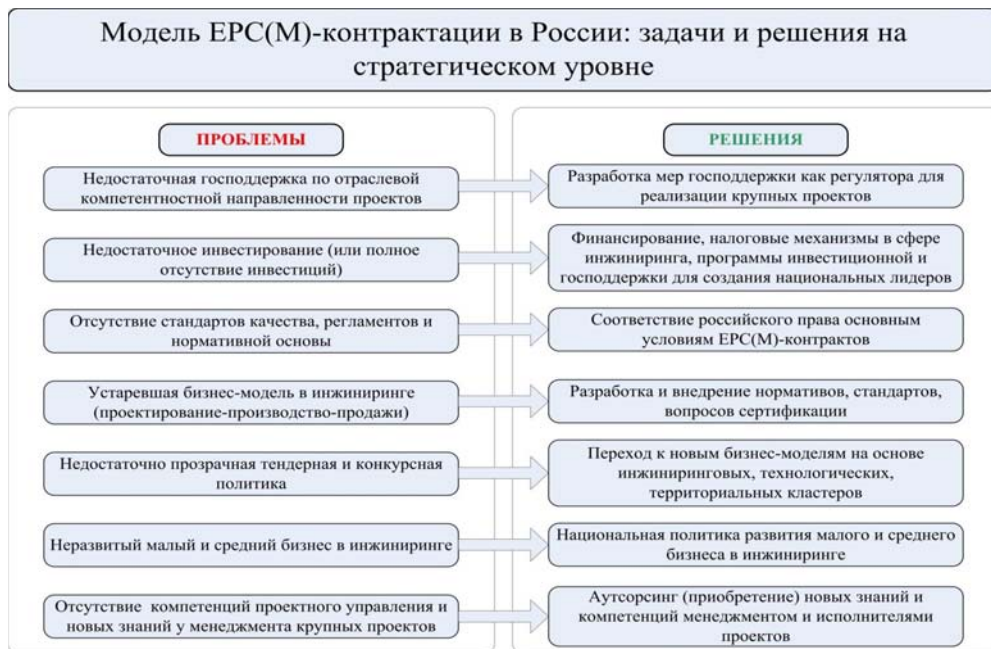 Модель EPC(M)-контрактации в России: задачи и решения на
стратегическом уровне
ПРОБЛЕМЫ
РЕШЕНИЯ
Недостаточная господдержка по отраслевой
компетентностной направленности проектов
Разработка мер господдержки как регулятора для
реализации крупных проектов
Недостаточное инвестирование (или полное
отсутствие инвестиций)
Финансирование, налоговые механизмы в сфере
инжиниринга, программы инвестиционной и
господдержки для создания национальных лидеров
Отсутствие стандартов качества, регламентов и
нормативной основы
Соответствие российского права основным
условиям EPC(M)-контрактов
Устаревшая бизнес-модель в инжиниринге
(проектирование-производство-продажи)
Разработка и внедрение нормативов, стандартов,
вопросов сертификации
Недостаточно прозрачная тендерная и конкурсная
политика
Переход к новым бизнес-моделям на основе
инжиниринговых, технологических,
территориальных кластеров
Неразвитый малый и средний бизнес в инжиниринге
Национальная политика развития малого и среднего
бизнеса в инжиниринге
Отсутствие компетенций проектного управления и
новых знаний у менеджмента крупных проектов
Аутсорсинг (приобретение) новых знаний и
компетенций менеджментом и исполнителями
проектов